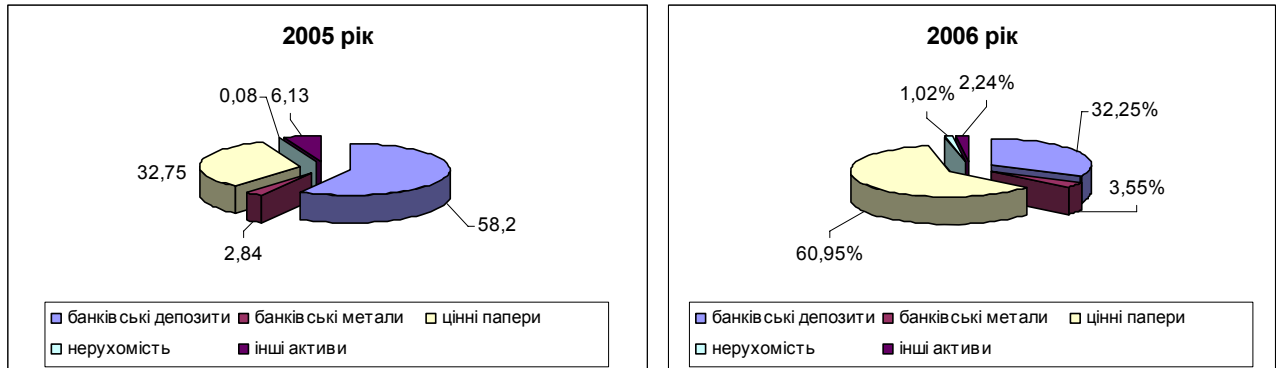 2005 рік
0,08
6,13
32,75
58,2
2,84
банківські депозити банківські метали цінні папери
нерухомість інші активи
2006 рік
2,24%
1,02%
32,25%
3,55%
60,95%
банківські депозити банківські метали цінні папери
нерухомість інші активи